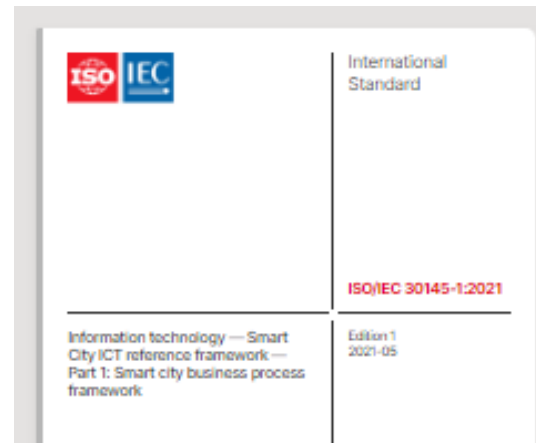 ISO IEC
International
Standard
ISO/IEC 30145-1:2021
Information technology — Smart
City ICT reference framework —
Part 1: Smart city business process
framework
Edition 1
2021-05